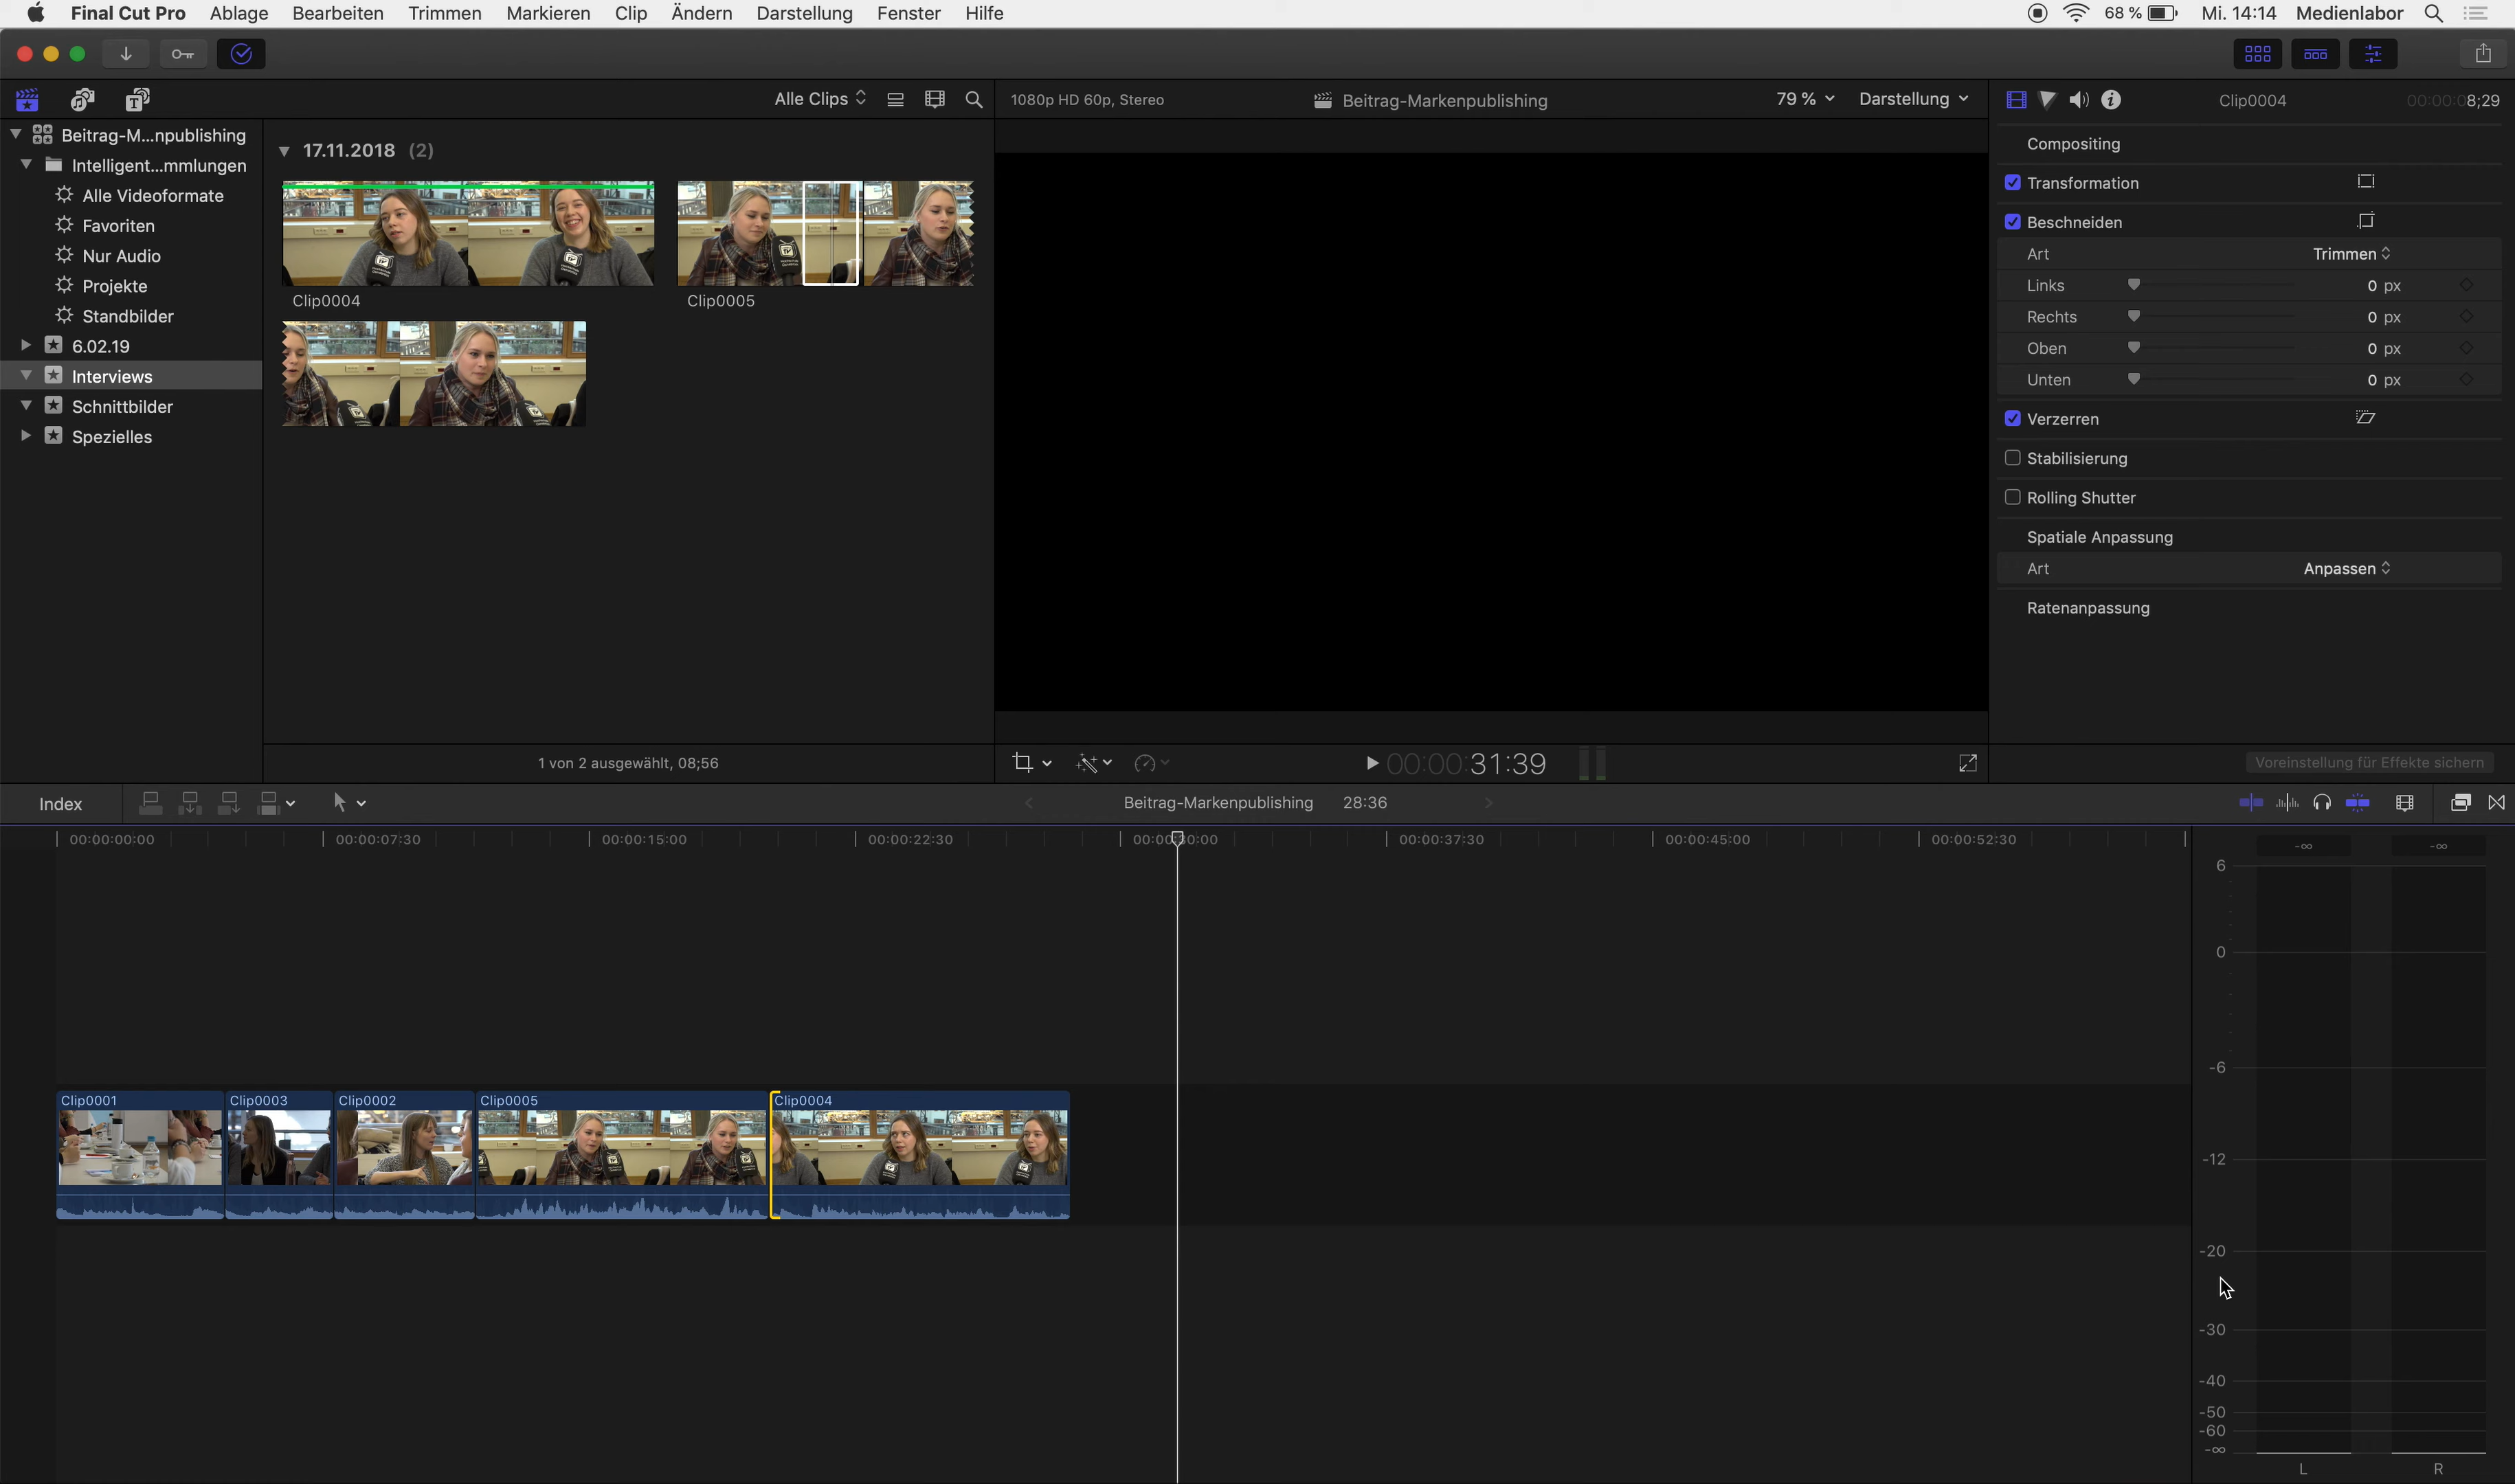 Final Cut Pro Ablage Bearbeiten Trimmen Markieren Clip Ändern Darstellung Fenster Hilfe 68 % Mi. 14:14 Medienlabor
Alle Clips
1080p HD 60p, Stereo Beitrag-Markenpublishing 79 % Darstellung
Clip0004 00:00:08;29
Beitrag-M...npublishing
Intelligent...mmlungen
Alle Videoformate
Favoriten
Nur Audio
Projekte
Standbilder
6.02.19
Interviews
Schnittbilder
Spezielles
17.11.2018 (2)
Clip0004 Clip0005
1 von 2 ausgewählt, 08;56
00:00:31:39
Compositing
Transformation
Beschneiden
Art Trimmen
Links 0 px
Rechts 0 px
Oben 0 px
Unten 0 px
Verzerren
Stabilisierung
Rolling Shutter
Spatiale Anpassung
Art Anpassen
Ratenanpassung
Voreinstellung für Effekte sichern
Index Beitrag-Markenpublishing 28:36
00:00:00:00 00:00:07:30 00:00:15:00 00:00:22:30 00:00:30:00 00:00:37:30 00:00:45:00 00:00:52:30
Clip0001 Clip0003 Clip0002 Clip0005 Clip0004
-∞ -∞
6
0
-6
-12
-20
-30
-40
-50
-60
-∞
L R